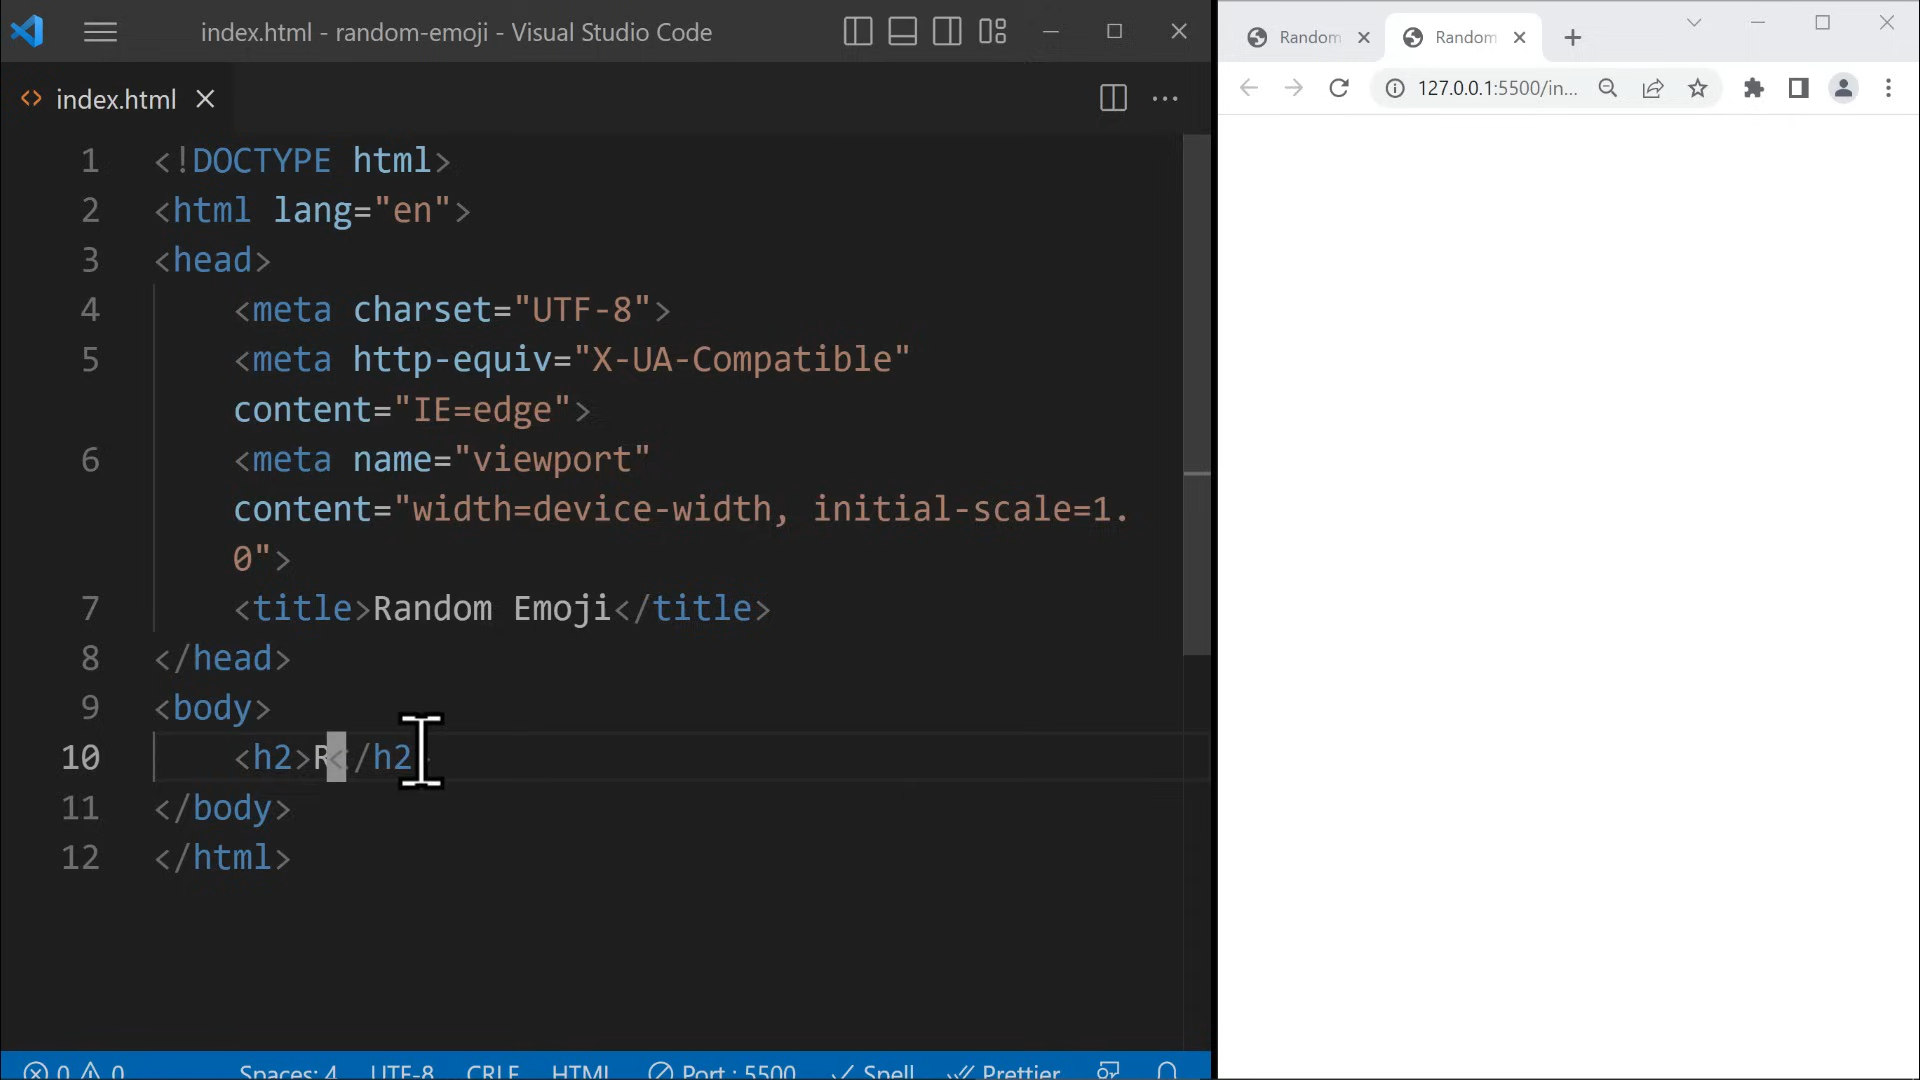 index.html - random-emoji - Visual Studio Code
index.html
1 <!DOCTYPE html>
2 <html lang="en">
3 <head>
4 <meta charset="UTF-8">
5 <meta http-equiv="X-UA-Compatible"
content="IE=edge">
6 <meta name="viewport"
content="width=device-width, initial-scale=1.
0">
7 <title>Random Emoji</title>
8 </head>
9 <body>
10 <h2>R</h2>
11 </body>
12 </html>
0 0 Spaces: 4 UTF-8 CRLF HTML Port : 5500 Spell Prettier
Random Random
127.0.0.1:5500/in...